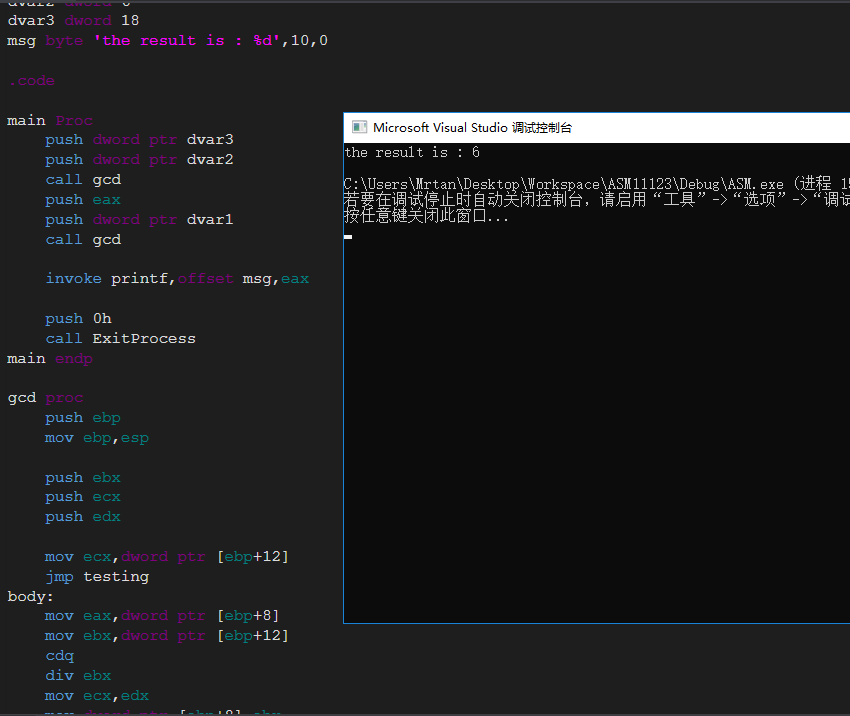 dvar2 dword 6
dvar3 dword 18
msg byte 'the result is : %d',10,0
.code
main Proc
push dword ptr dvar3
push dword ptr dvar2
call gcd
push eax
push dword ptr dvar1
call gcd
invoke printf,offset msg,eax
push 0h
call ExitProcess
main endp
gcd proc
push ebp
mov ebp,esp
push ebx
push ecx
push edx
mov ecx,dword ptr [ebp+12]
jmp testing
body:
mov eax,dword ptr [ebp+8]
mov ebx,dword ptr [ebp+12]
cdq
div ebx
mov ecx,edx
mov dword ptr [ebp+8],ebx
Microsoft Visual Studio 调试控制台
the result is : 6
C:\Users\Mrtan\Desktop\Workspace\ASM11123\Debug\ASM.exe (进程
若要在调试停止时自动关闭控制台，请启用“工具”->“选项”->“调试
按任意键关闭此窗口...